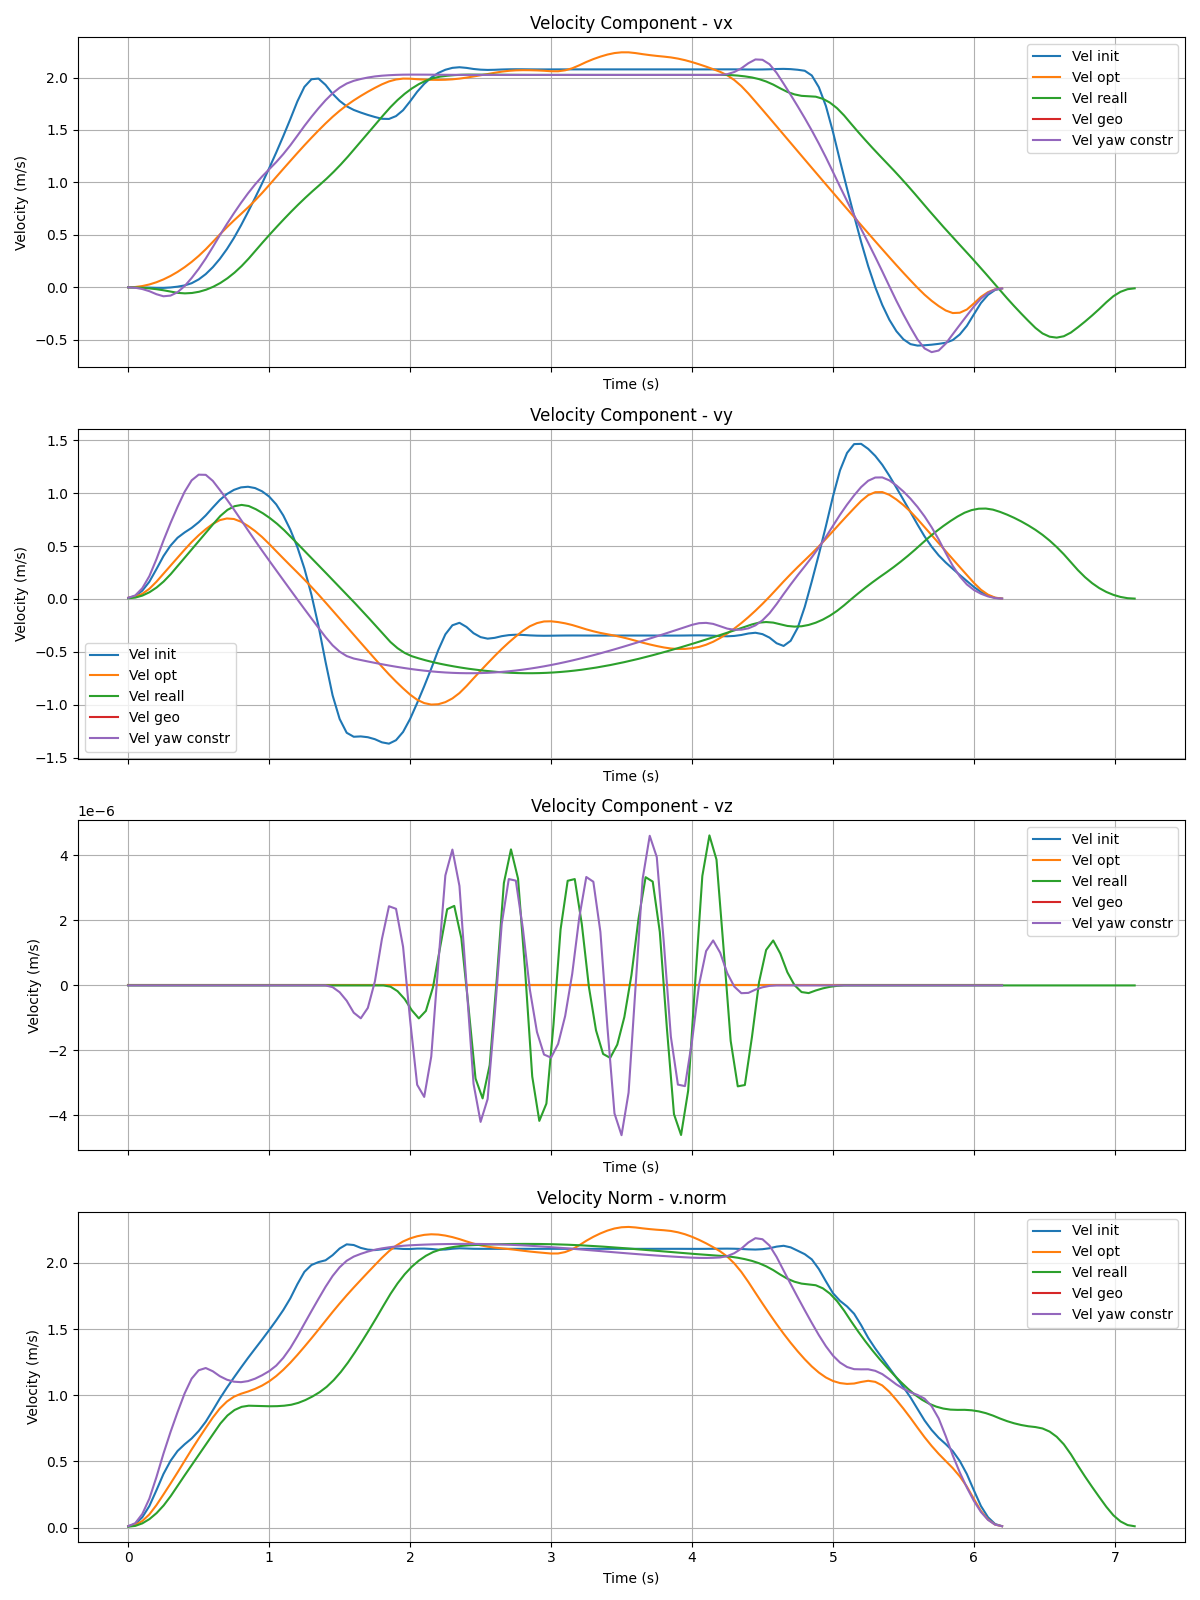 Velocity Component - vx
Velocity (m/s)
2.0
1.5
1.0
0.5
0.0
−0.5
Vel init
Vel opt
Vel reall
Vel geo
Vel yaw constr
Time (s)
Velocity Component - vy
Velocity (m/s)
1.5
1.0
0.5
0.0
−0.5
−1.0
−1.5
Vel init
Vel opt
Vel reall
Vel geo
Vel yaw constr
Time (s)
Velocity Component - vz
1e−6
Velocity (m/s)
4
2
0
−2
−4
Vel init
Vel opt
Vel reall
Vel geo
Vel yaw constr
Time (s)
Velocity Norm - v.norm
Velocity (m/s)
2.0
1.5
1.0
0.5
0.0
Vel init
Vel opt
Vel reall
Vel geo
Vel yaw constr
0 1 2 3 4 5 6 7
Time (s)